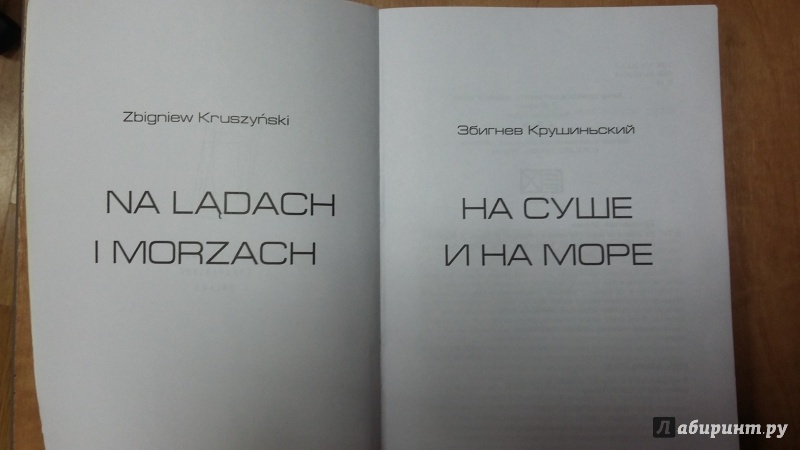 Zbigniew Kruszyński
NA LĄDACH
I MORZACH
Збигнев Крушиньский
НА СУШЕ
И НА МОРЕ
Лабиринт.ру